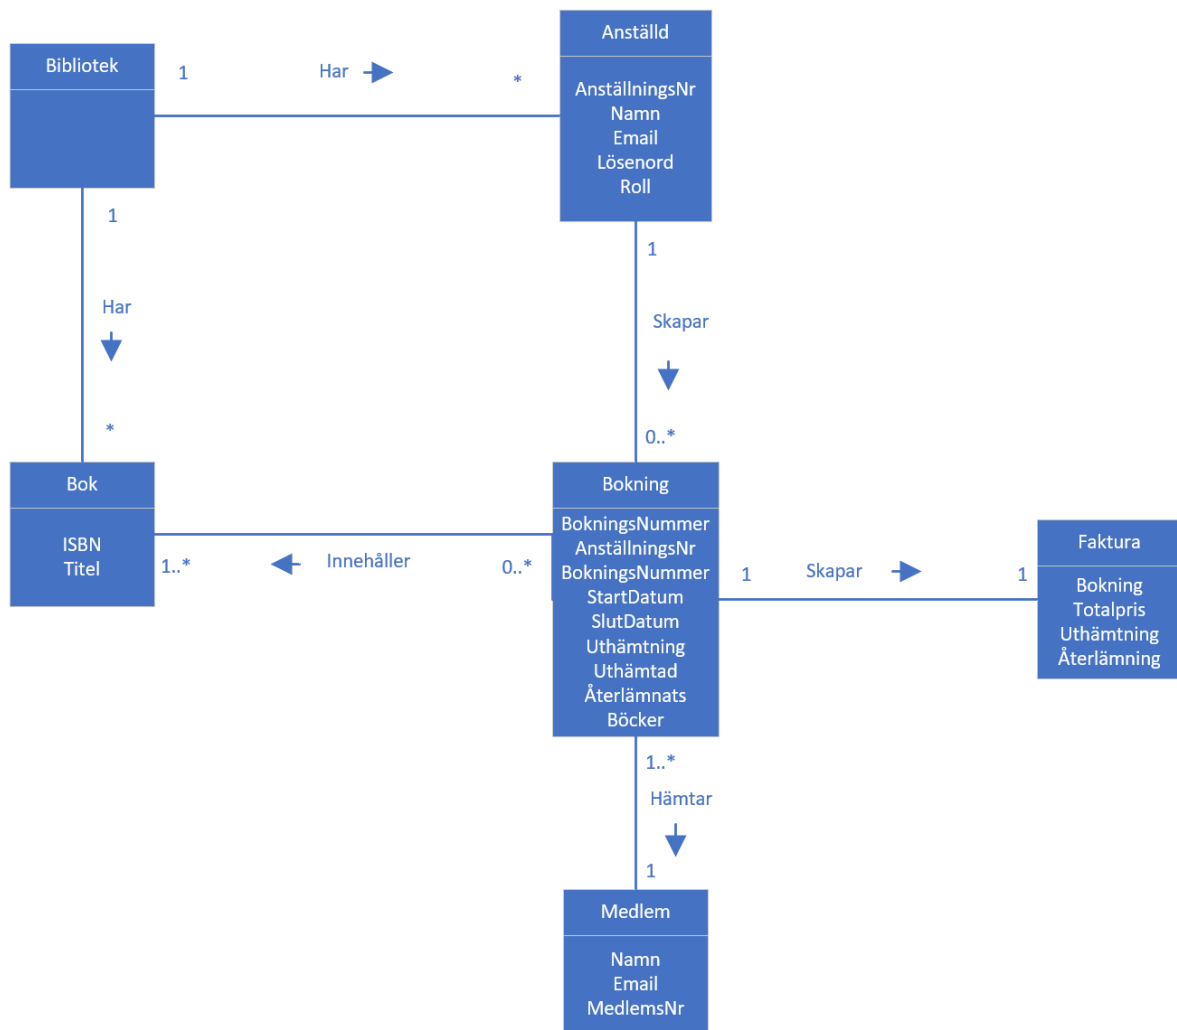 Bibliotek
1
Har
*
Anställd
AnställningsNr
Namn
Email
Lösenord
Roll
1
Har
*
1
Skapar
0..*
Bok
ISBN
Titel
1..*
Innehåller
0..*
Bokning
BokningsNummer
AnställningsNr
BokningsNummer
StartDatum
SlutDatum
Uthämtning
Uthämtad
Återlämnats
Böcker
1
Skapar
1
Faktura
Bokning
Totalpris
Uthämtning
Återlämning
1..*
Hämtar
1
Medlem
Namn
Email
MedlemsNr